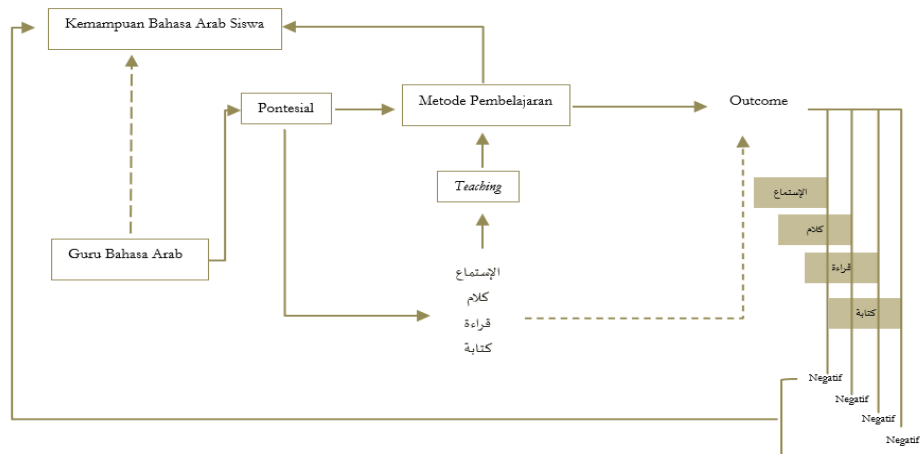 Kemampuan Bahasa Arab Siswa
Pontesial
Metode Pembelajaran
Outcome
Teaching
Guru Bahasa Arab
الإستماع
كلام
قراءة
كتابة
الإستماع
كلام
قراءة
كتابة
Negatif
Negatif
Negatif
Negatif